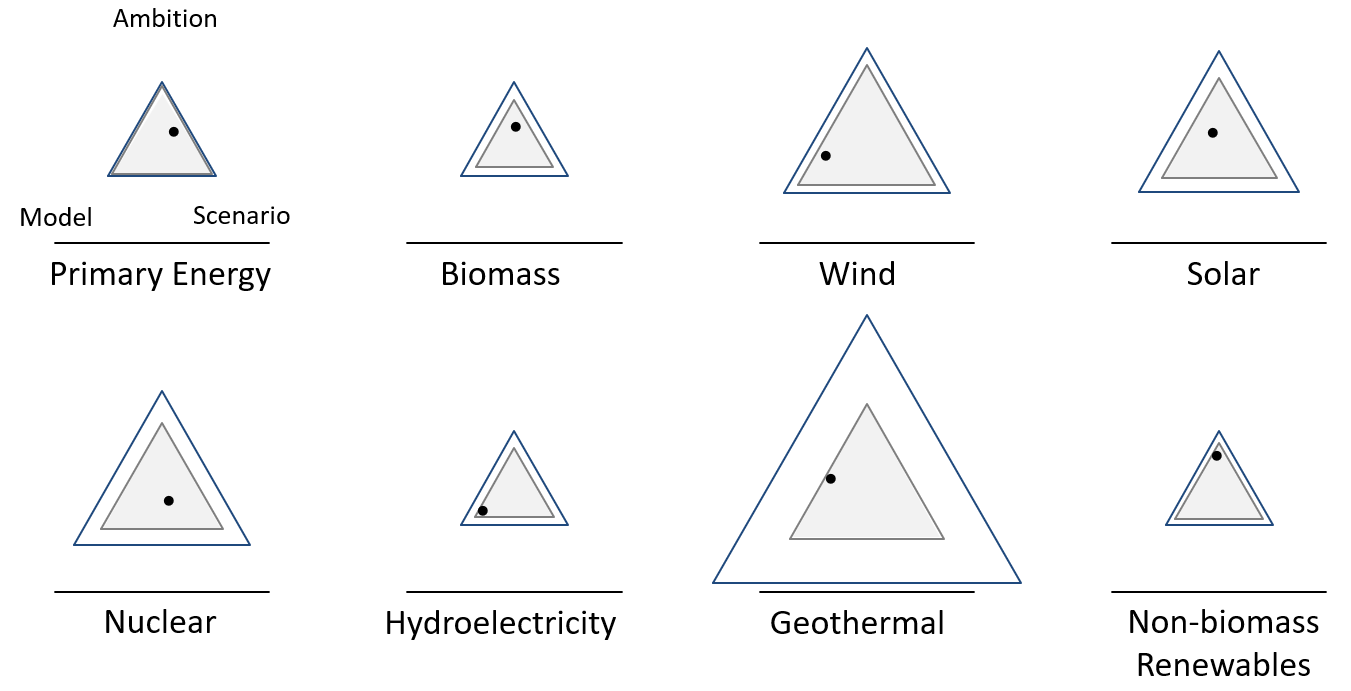 Ambition
Model
Scenario
Primary Energy
Biomass
Wind
Solar
Nuclear
Hydroelectricity
Geothermal
Non-biomass
Renewables